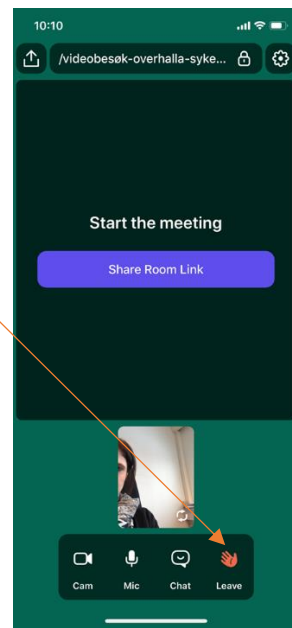 10:10
/videobesøk-overhalla-syke...
Start the meeting
Share Room Link
Cam Mic Chat Leave